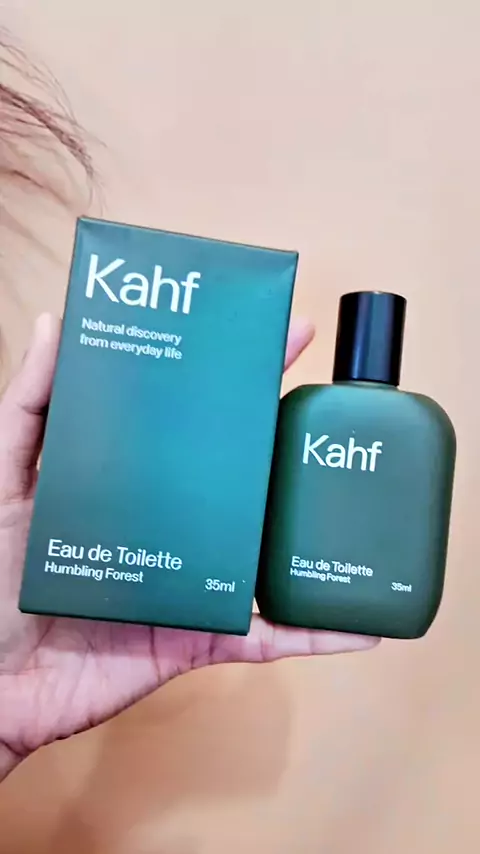 Kahf
Natural discovery
from everyday life
Eau de Toilette
Humbling Forest
35ml
Kahf
Eau de Toilette
Humbling Forest
35ml